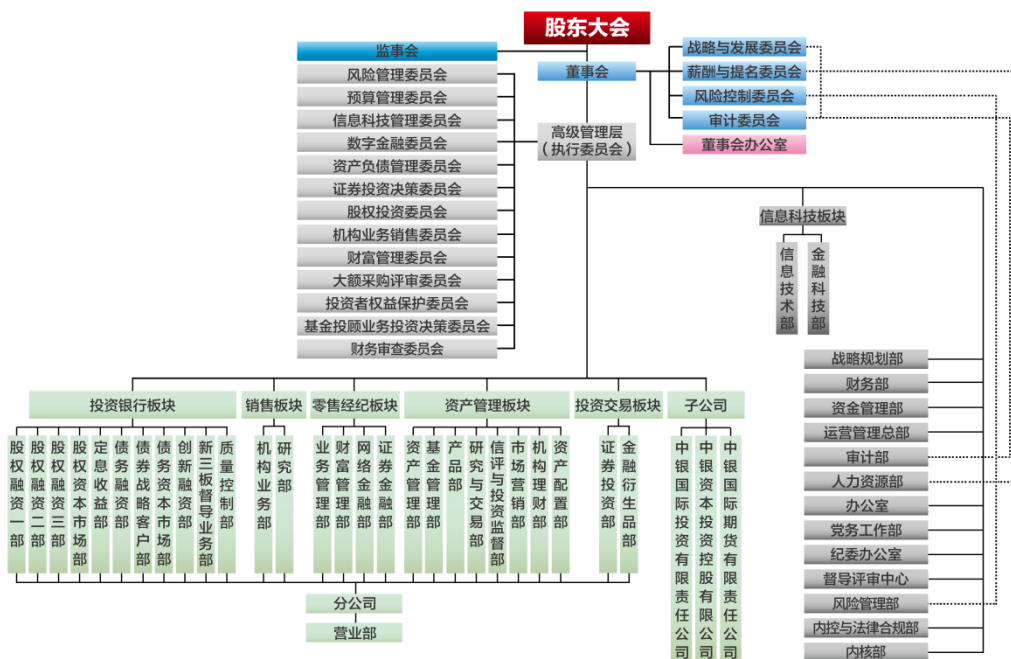 股东大会
监事会
董事会
战略与发展委员会
薪酬与提名委员会
风险控制委员会
审计委员会
董事会办公室
高级管理层
（执行委员会）
风险管理委员会
预算管理委员会
信息科技管理委员会
数字金融委员会
资产负债管理委员会
证券投资决策委员会
股权投资委员会
机构业务销售委员会
财富管理委员会
大额采购评审委员会
投资者权益保护委员会
基金投顾业务投资决策委员会
财务审查委员会
信息科技板块
信息技术部
金融科技部
战略规划部
财务部
资金管理部
运营管理总部
审计部
人力资源部
办公室
党务工作部
纪委办公室
督导评审中心
风险管理部
内控与法律合规部
内核部
投资银行板块
股权融资一部
股权融资二部
股权融资三部
股权资本市场部
定息收益部
债务融资部
债券战略客户部
债务资本市场部
创新融资部
新三板督导业务部
质量控制部
销售板块
机构业务部
研究部
零售经纪板块
业务管理部
财富管理部
网络金融部
证券金融部
资产管理板块
资产管理部
基金管理部
产品部
研究与交易部
信评与投资监督部
市场营销部
机构理财部
资产配置部
投资交易板块
证券投资部
金融衍生品部
子公司
中银国际投资有限责任公司
中银资本投资控股有限公司
中银国际期货有限责任公司
分公司
营业部